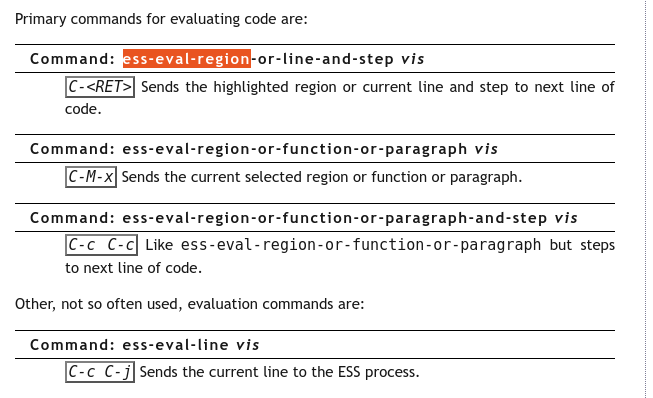 Primary commands for evaluating code are:
Command: ess-eval-region-or-line-and-step vis
C-<RET> Sends the highlighted region or current line and step to next line of
code.
Command: ess-eval-region-or-function-or-paragraph vis
C-M-x Sends the current selected region or function or paragraph.
Command: ess-eval-region-or-function-or-paragraph-and-step vis
C-c C-c Like ess-eval-region-or-function-or-paragraph but steps
to next line of code.
Other, not so often used, evaluation commands are:
Command: ess-eval-line vis
C-c C-j Sends the current line to the ESS process.